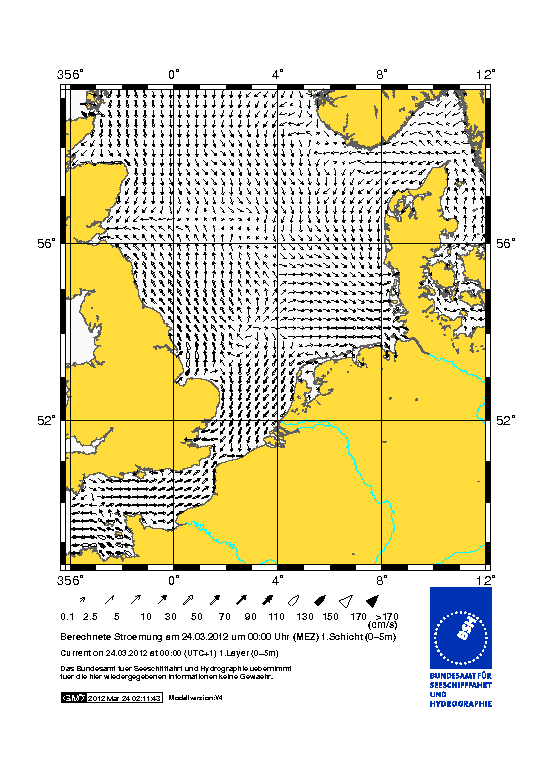 356° 0° 4° 8° 12°
56° 56°
52° 52°
356° 0° 4° 8° 12°
0.1 2.5 5 10 30 50 70 90 110 130 150 170 >170
(cm/s)
Berechnete Stroemung am 24.03.2012 um 00:00 Uhr (MEZ) 1.Schicht (0-5m)
Current on 24.03.2012 at 00:00 (UTC+1) 1.Layer (0-5m)
Das Bundesamt fuer Seeschiffahrt und Hydrographie uebernimmt
fuer die hier wiedergegebenen Informationen keine Gewaehr.
GMD 2012 Mar 24 02:11:43 Modellversion:V4
BSH
BUNDESAMT FÜR
SEESCHIFFFAHRT
UND
HYDROGRAPHIE